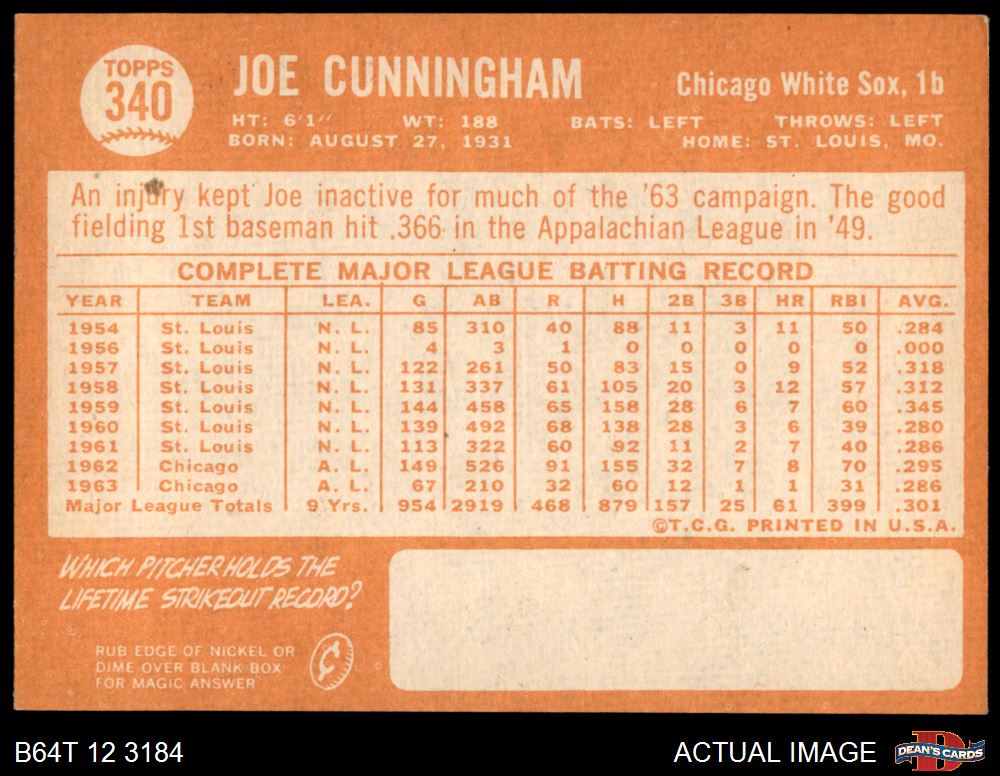 TOPPS
340
JOE CUNNINGHAM
Chicago White Sox, 1b
HT: 6'1" WT: 188 BATS: LEFT THROWS: LEFT
BORN: AUGUST 27, 1931 HOME: ST. LOUIS, MO.
An injury kept Joe inactive for much of the '63 campaign. The good
fielding 1st baseman hit .366 in the Appalachian League in '49.
COMPLETE MAJOR LEAGUE BATTING RECORD
YEAR TEAM LEA. G AB R H 2B 3B HR RBI AVG.
1954 St. Louis N. L. 85 310 40 88 11 3 11 50 .284
1956 St. Louis N. L. 4 3 1 0 0 0 0 0 .000
1957 St. Louis N. L. 122 261 50 83 15 0 9 52 .318
1958 St. Louis N. L. 131 337 61 105 20 3 12 57 .312
1959 St. Louis N. L. 144 458 65 158 28 6 7 60 .345
1960 St. Louis N. L. 139 492 68 138 28 3 6 39 .280
1961 St. Louis N. L. 113 322 60 92 11 2 7 40 .286
1962 Chicago A. L. 149 526 91 155 32 7 8 70 .295
1963 Chicago A. L. 67 210 32 60 12 1 1 31 .286
Major League Totals 9 Yrs. 954 2919 468 879 157 25 61 399 .301
©T.C.G. PRINTED IN U.S.A.
WHICH PITCHER HOLDS THE
LIFETIME STRIKEOUT RECORD?
RUB EDGE OF NICKEL OR
DIME OVER BLANK BOX
FOR MAGIC ANSWER
¢
B64T 12 3184
ACTUAL IMAGE
D
DEAN'S CARDS